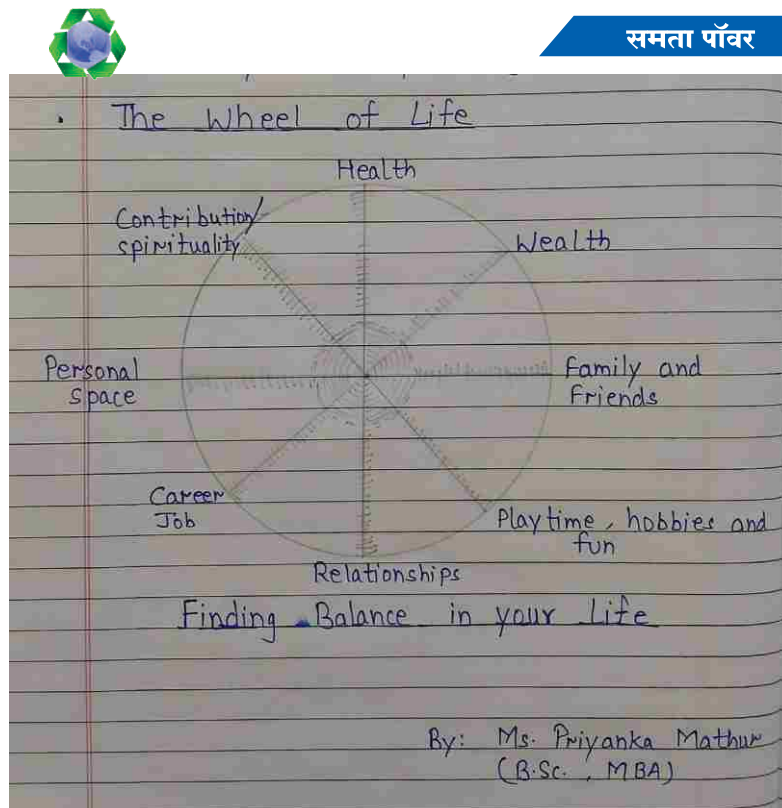 समता पॉवर
The Wheel of Life
Health
Contribution/
spirituality
Wealth
Personal
space
Family and
Friends
Career
Job
Playtime, hobbies and
fun
Relationships
Finding Balance in your Life
By: Ms. Priyanka Mathur
(B.Sc., MBA)